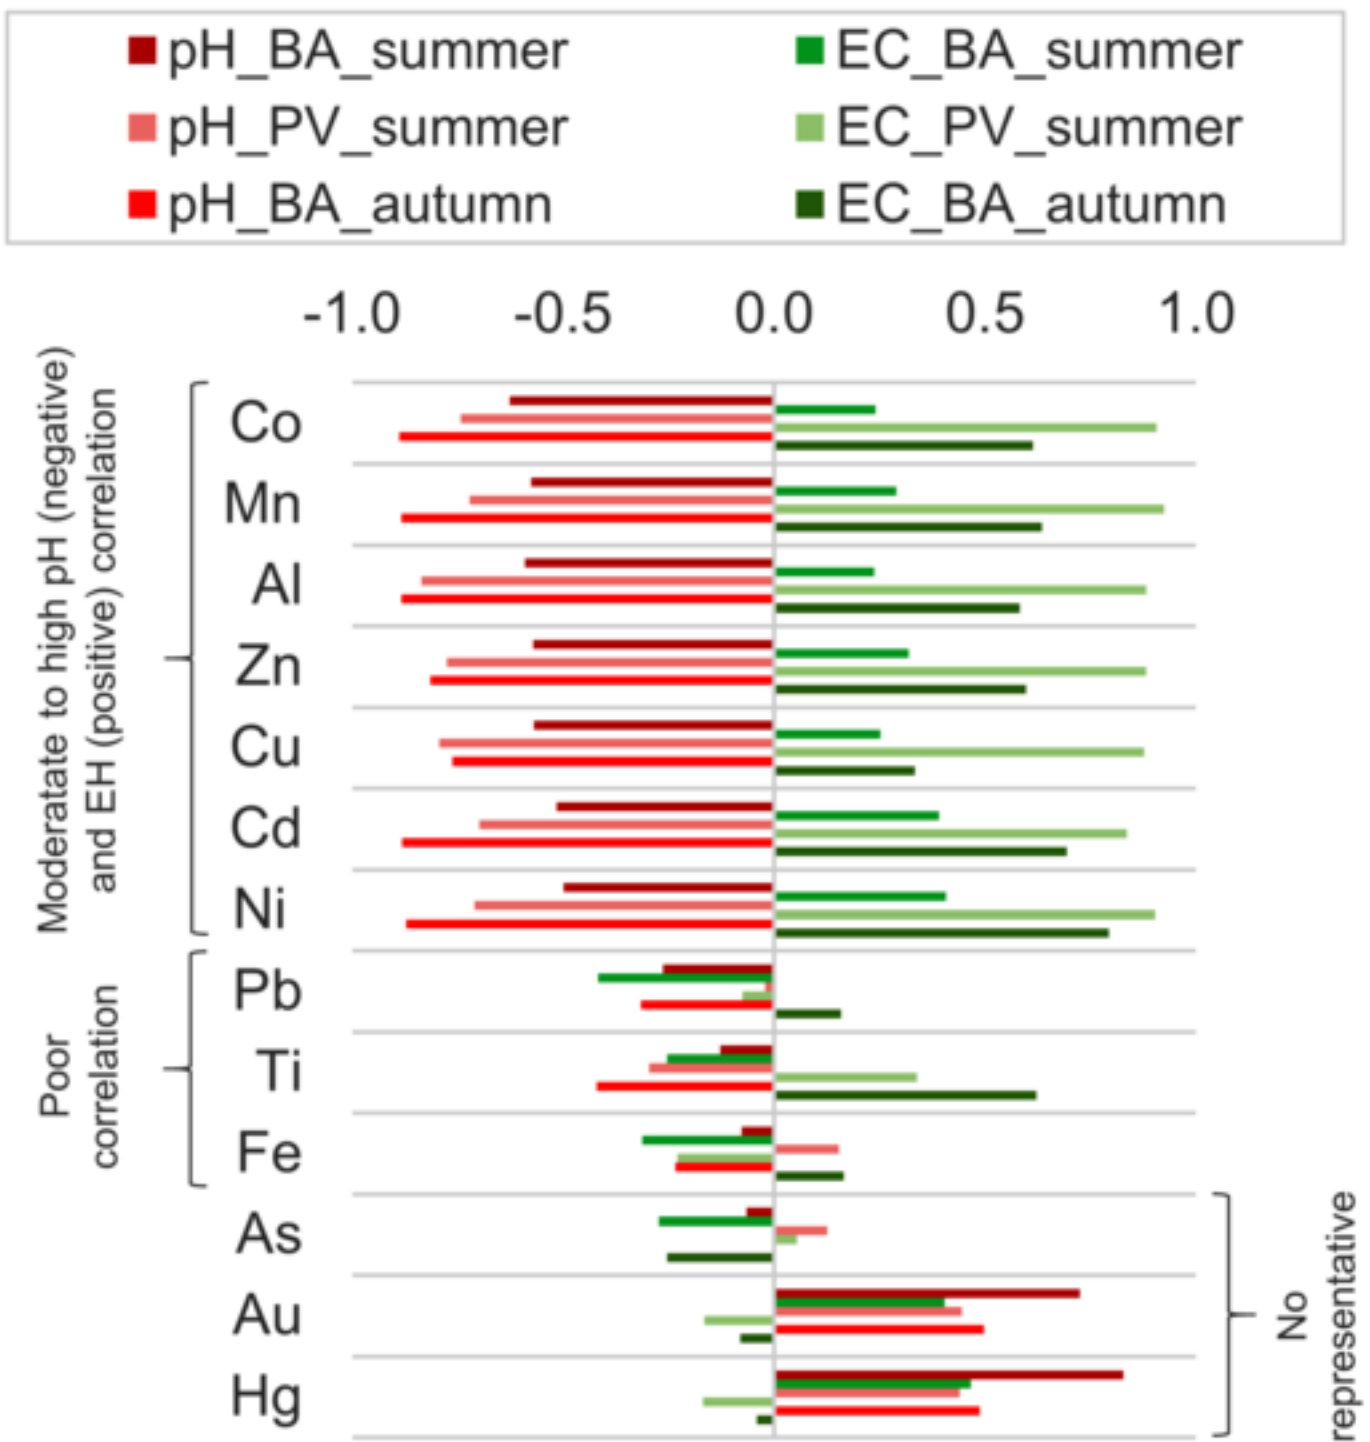 pH_BA_summer
EC_BA_summer
pH_PV_summer
EC_PV_summer
pH_BA_autumn
EC_BA_autumn
-1.0 -0.5 0.0 0.5 1.0
Moderatate to high pH (negative)
and EH (positive) correlation
Co
Mn
Al
Zn
Cu
Cd
Ni
Poor
correlation
Pb
Ti
Fe
As
Au
Hg
No
representative